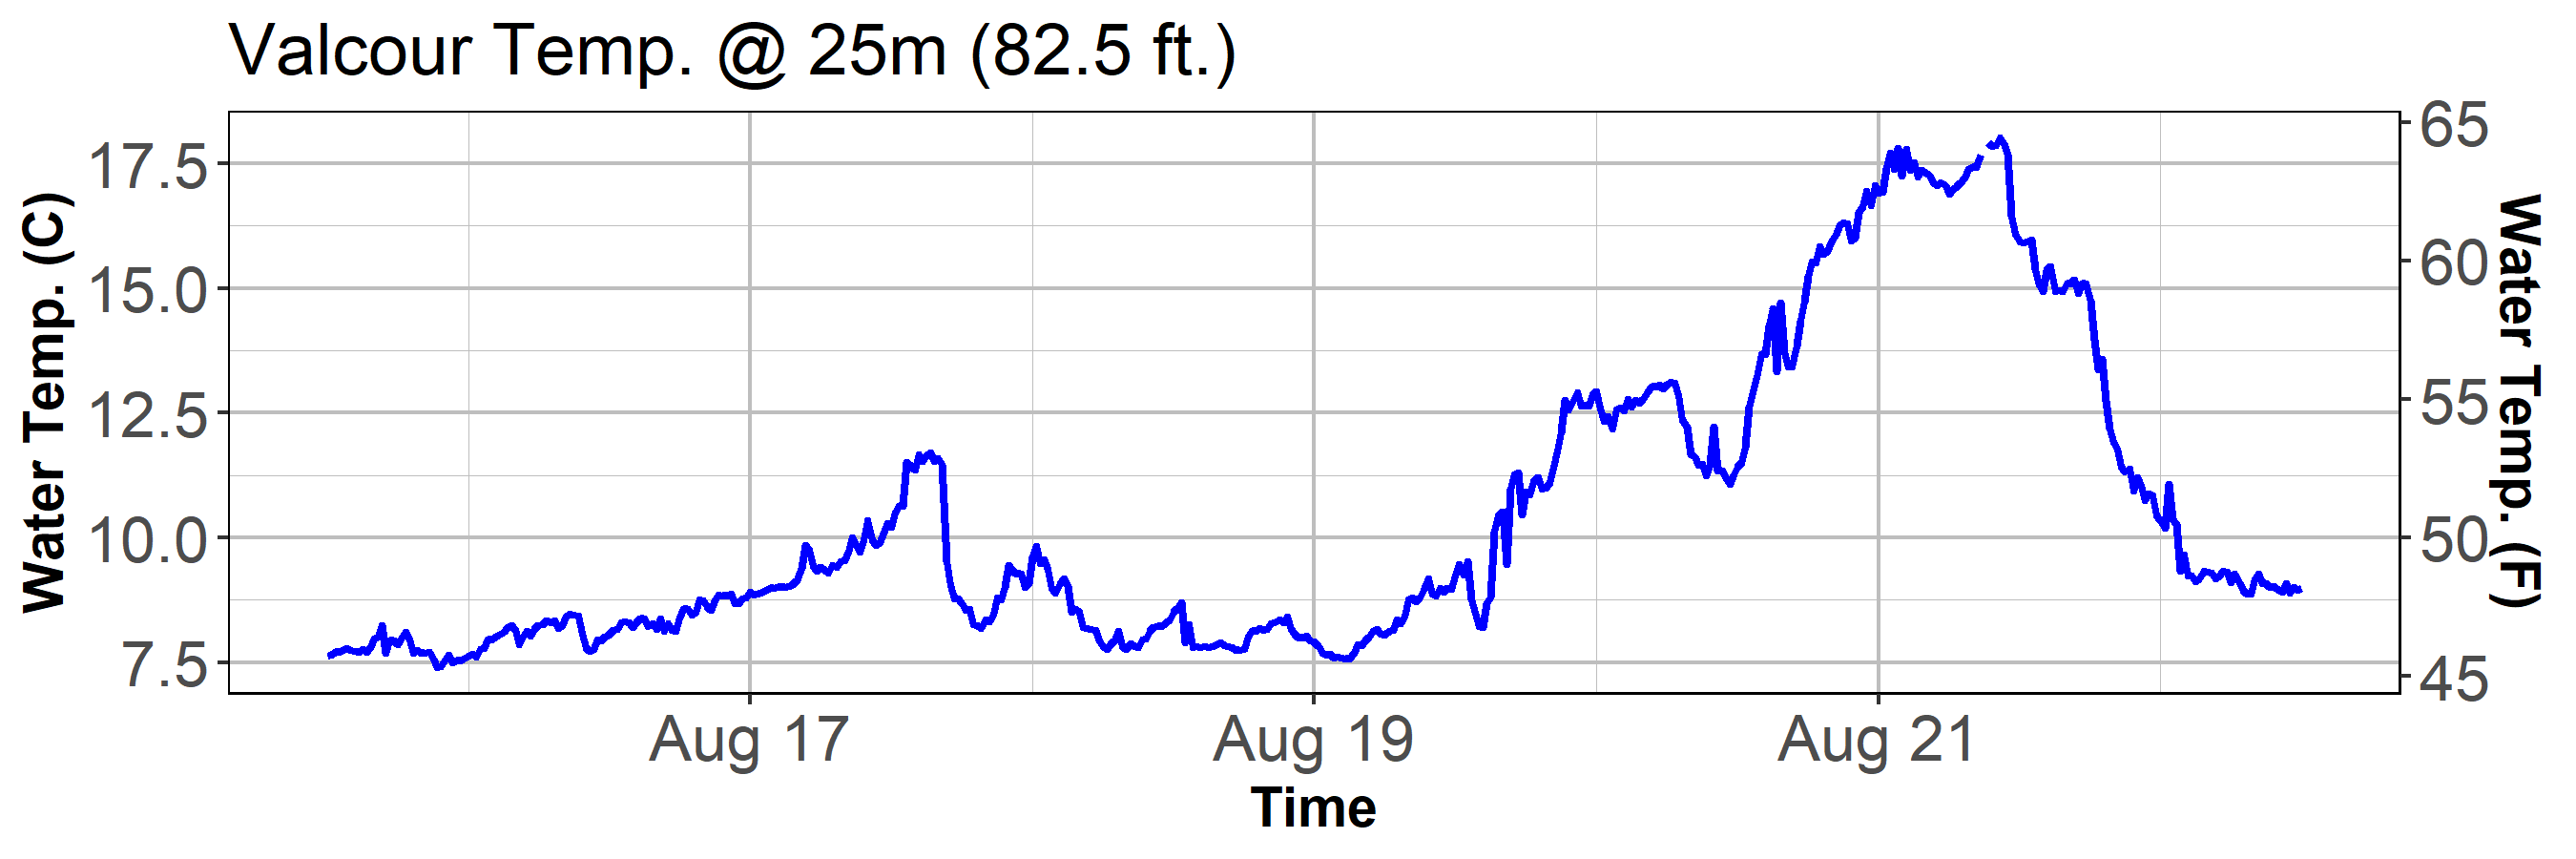 Valcour Temp. @ 25m (82.5 ft.)
Water Temp. (C)
17.5
15.0
12.5
10.0
7.5
65
60
55
50
45
Water Temp. (F)
Aug 17
Aug 19
Aug 21
Time